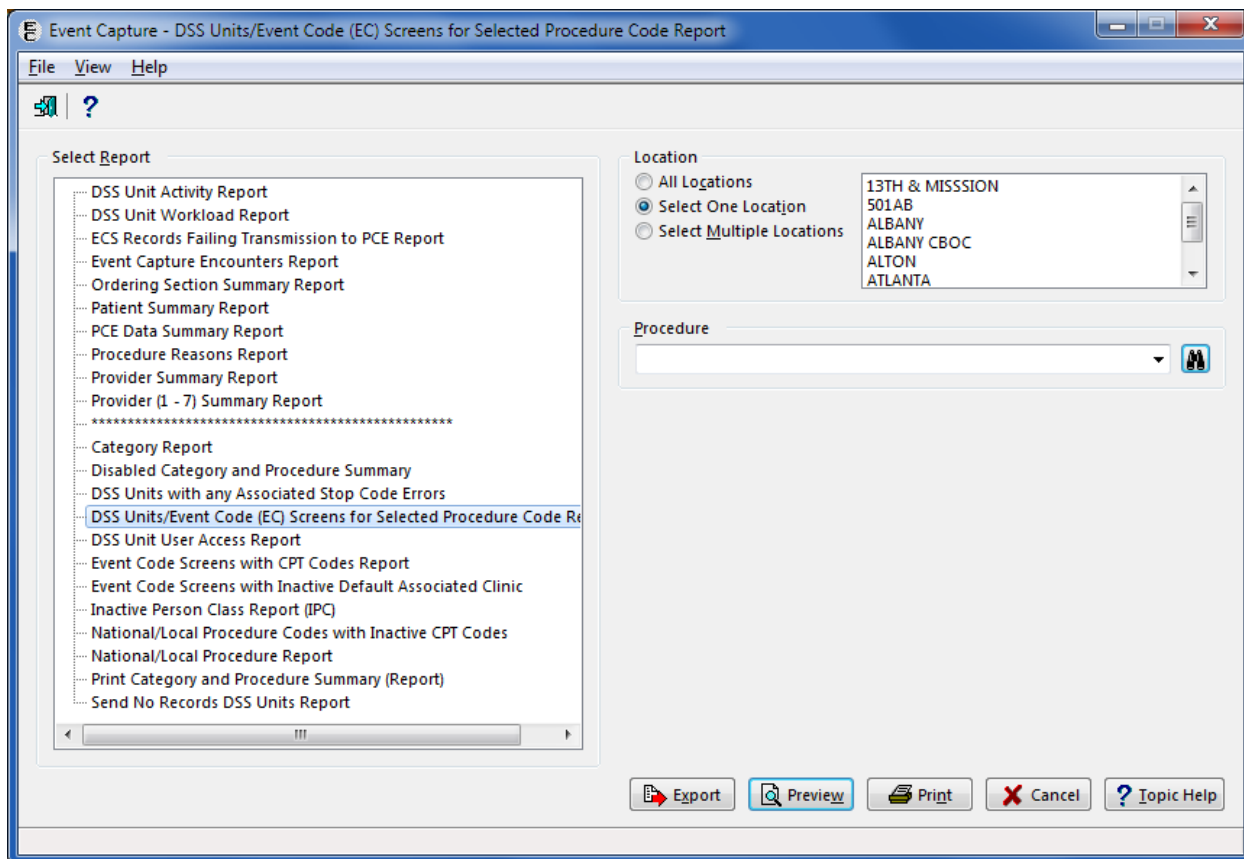 Event Capture - DSS Units/Event Code (EC) Screens for Selected Procedure Code Report
File View Help
Select Report
DSS Unit Activity Report
DSS Unit Workload Report
ECS Records Failing Transmission to PCE Report
Event Capture Encounters Report
Ordering Section Summary Report
Patient Summary Report
PCE Data Summary Report
Procedure Reasons Report
Provider Summary Report
Provider (1 - 7) Summary Report
**************************************************
Category Report
Disabled Category and Procedure Summary
DSS Units with any Associated Stop Code Errors
DSS Units/Event Code (EC) Screens for Selected Procedure Code Re
DSS Unit User Access Report
Event Code Screens with CPT Codes Report
Event Code Screens with Inactive Default Associated Clinic
Inactive Person Class Report (IPC)
National/Local Procedure Codes with Inactive CPT Codes
National/Local Procedure Report
Print Category and Procedure Summary (Report)
Send No Records DSS Units Report
Location
All Locations
Select One Location
Select Multiple Locations
13TH & MISSSION
501AB
ALBANY
ALBANY CBOC
ALTON
ATLANTA
Procedure
Export Preview Print Cancel ? Topic Help